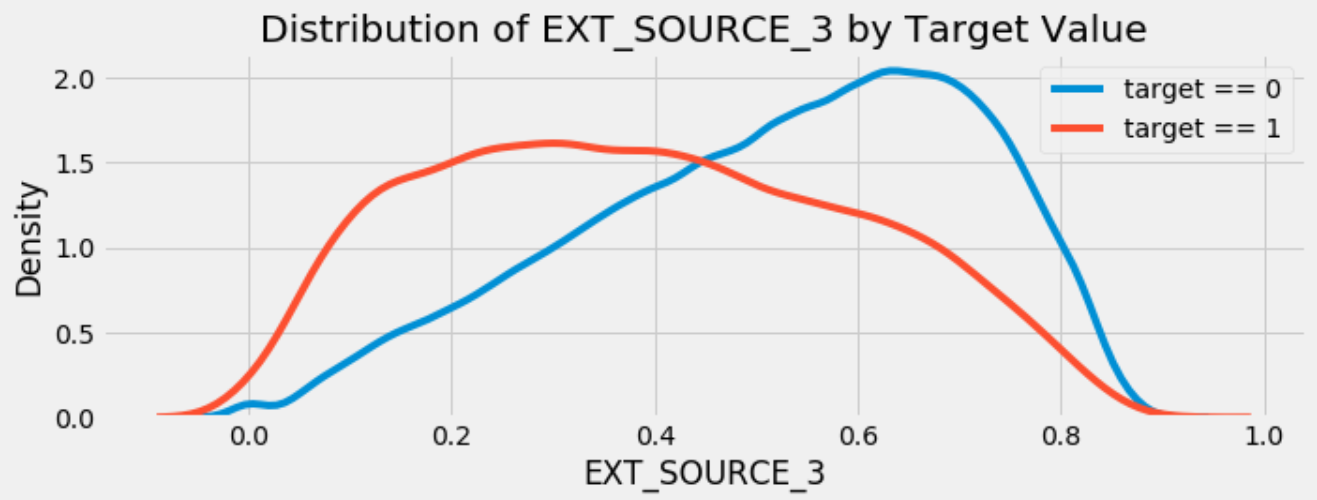 Distribution of EXT_SOURCE_3 by Target Value
target == 0
target == 1
Density
2.0
1.5
1.0
0.5
0.0
0.0 0.2 0.4 0.6 0.8 1.0
EXT_SOURCE_3